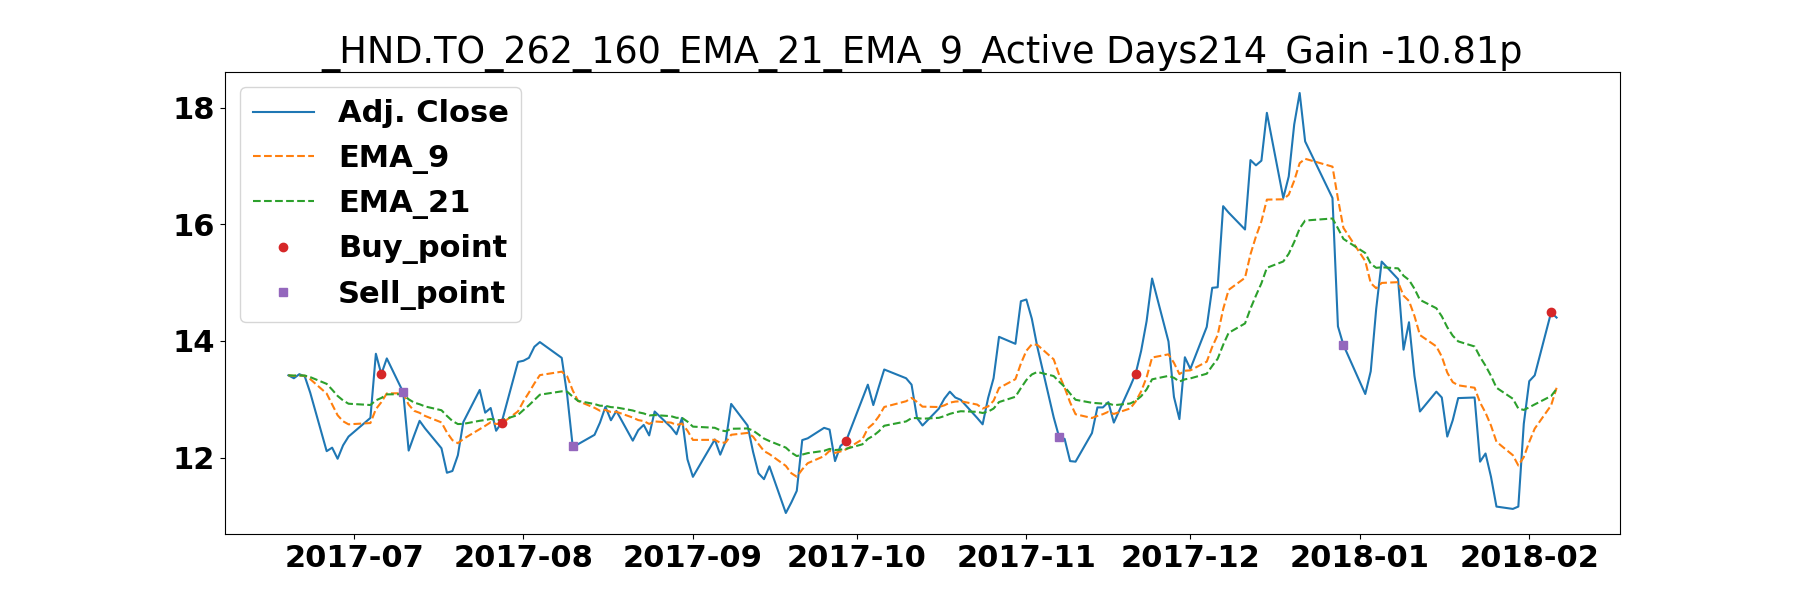 _HND.TO_262_160_EMA_21_EMA_9_Active Days214_Gain -10.81p
18
16
14
12
Adj. Close
EMA_9
EMA_21
Buy_point
Sell_point
2017-07 2017-08 2017-09 2017-10 2017-11 2017-12 2018-01 2018-02